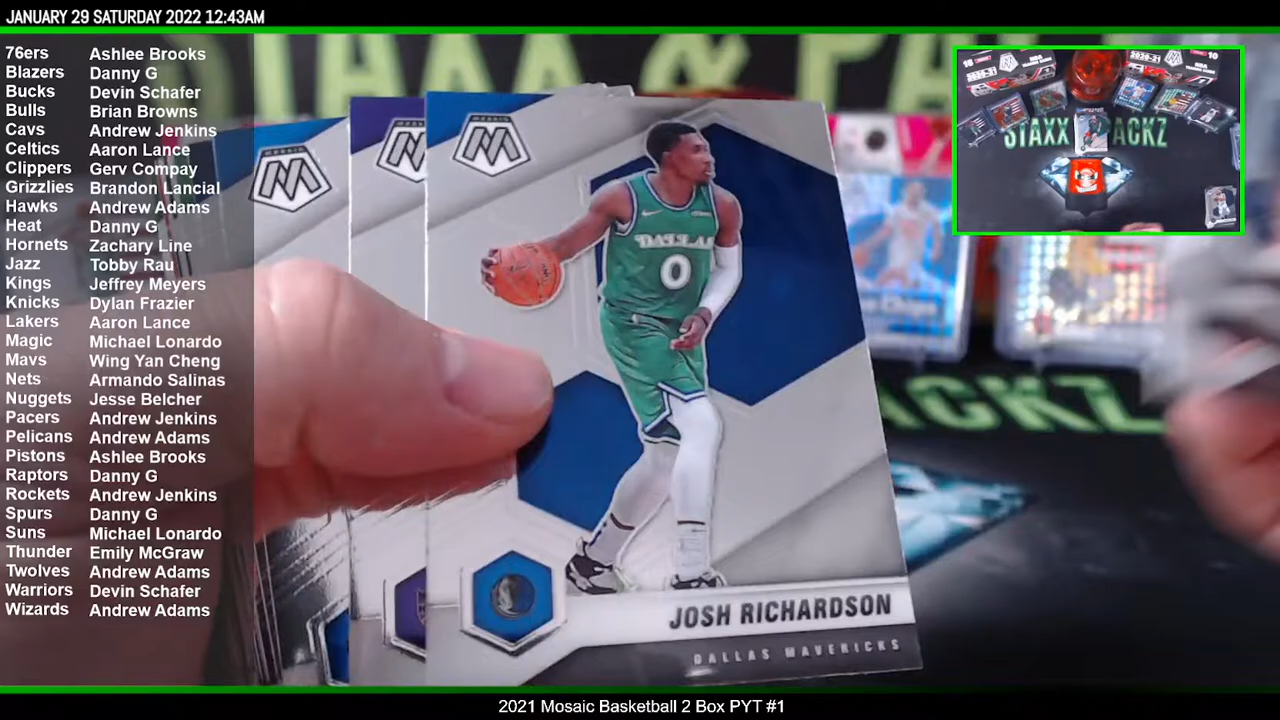 JANUARY 29 SATURDAY 2022 12:43AM
76ers Ashlee Brooks
Blazers Danny G
Bucks Devin Schafer
Bulls Brian Browns
Cavs Andrew Jenkins
Celtics Aaron Lance
Clippers Gerv Compay
Grizzlies Brandon Lancial
Hawks Andrew Adams
Heat Danny G
Hornets Zachary Line
Jazz Tobby Rau
Kings Jeffrey Meyers
Knicks Dylan Frazier
Lakers Aaron Lance
Magic Michael Lonardo
Mavs Wing Yan Cheng
Nets Armando Salinas
Nuggets Jesse Belcher
Pacers Andrew Jenkins
Pelicans Andrew Adams
Pistons Ashlee Brooks
Raptors Danny G
Rockets Andrew Jenkins
Spurs Danny G
Suns Michael Lonardo
Thunder Emily McGraw
Twolves Andrew Adams
Warriors Devin Schafer
Wizards Andrew Adams
MOSAIC
DALLAS
0
JOSH RICHARDSON
DALLAS MAVERICKS
STAXX PACKZ
2021 Mosaic Basketball 2 Box PYT #1